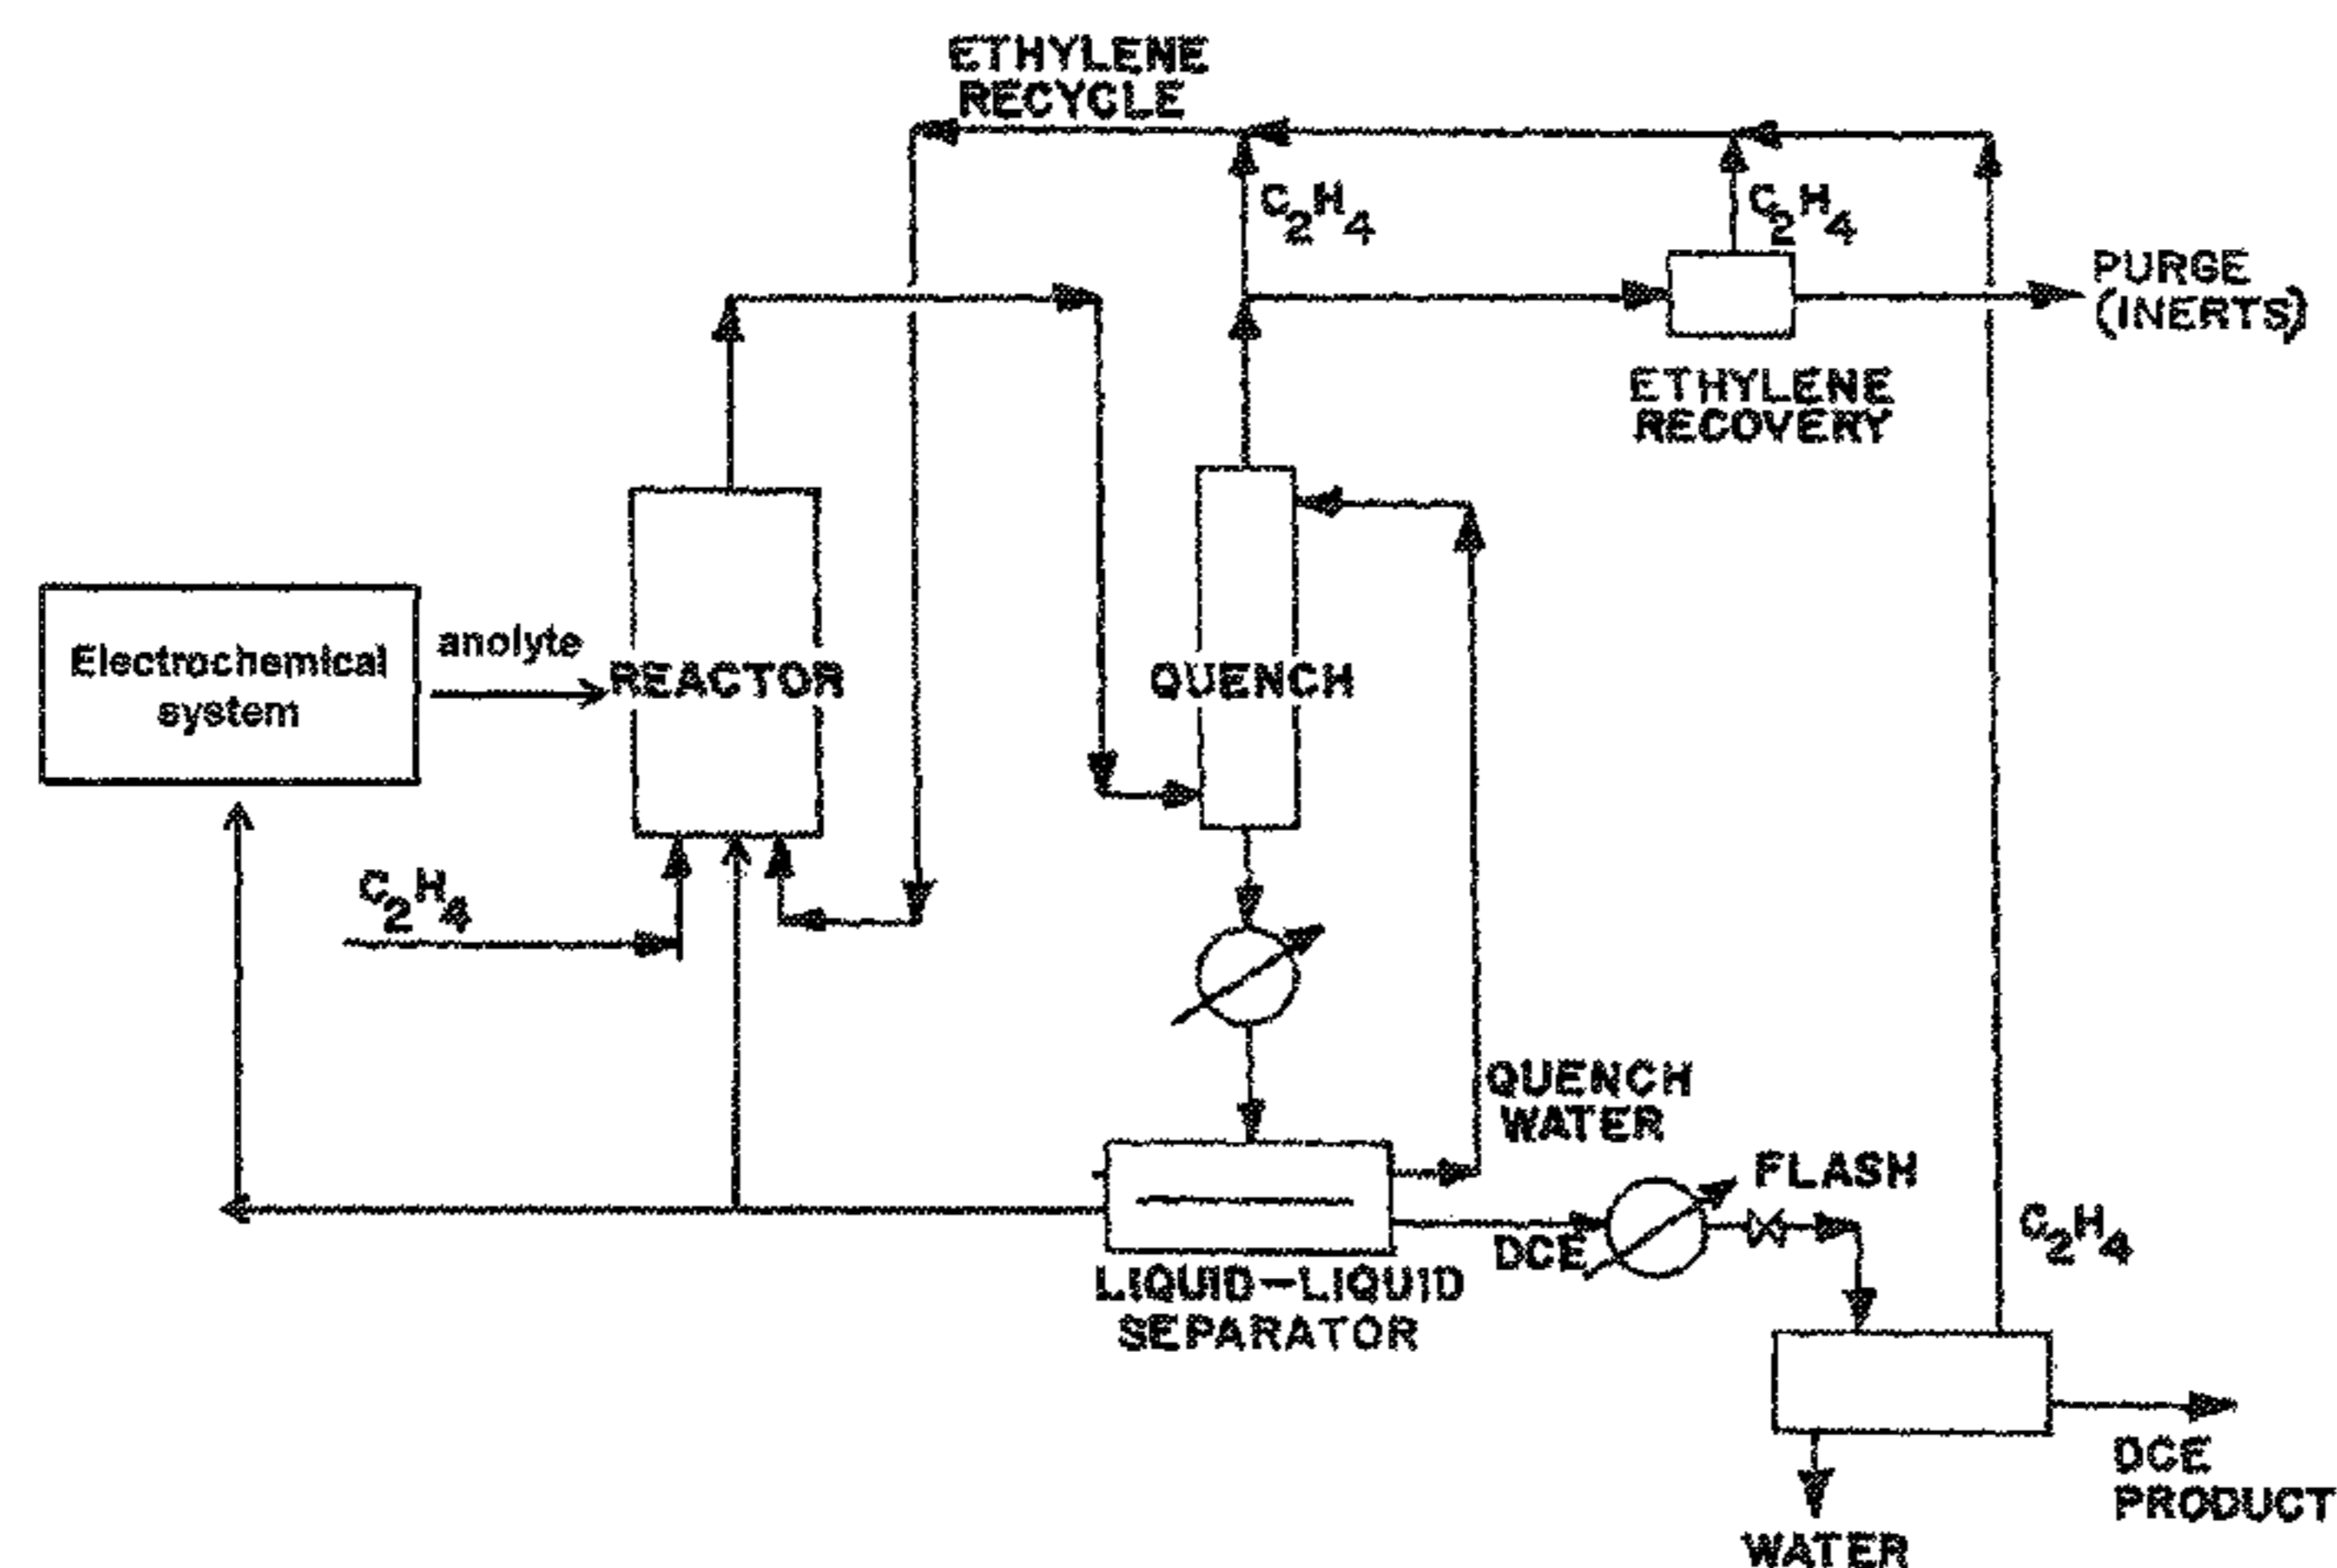 ETHYLENE
RECYCLE
C2H4
C2H4
PURGE
(INERTS)
ETHYLENE
RECOVERY
Electrochemical
system
anolyte
REACTOR
QUENCH
C2H4
QUENCH
WATER
FLASH
DCE
C2H4
LIQUID-LIQUID
SEPARATOR
DCE
PRODUCT
WATER